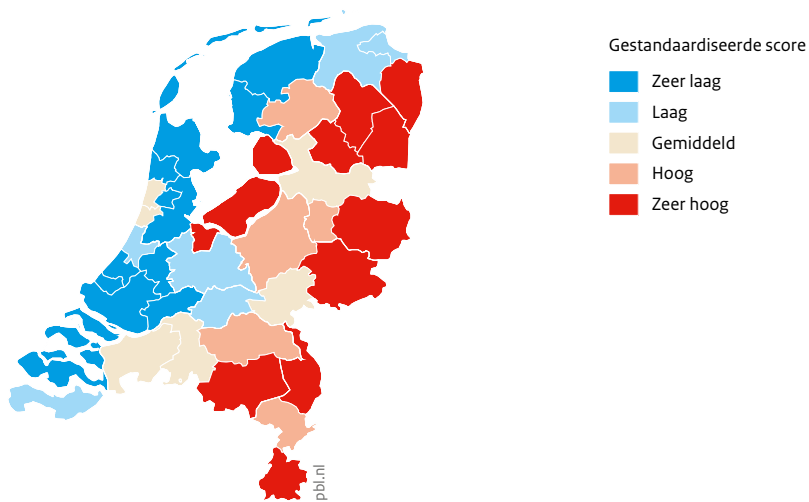 Gestandaardiseerde score
Zeer laag
Laag
Gemiddeld
Hoog
Zeer hoog
pbl.nl